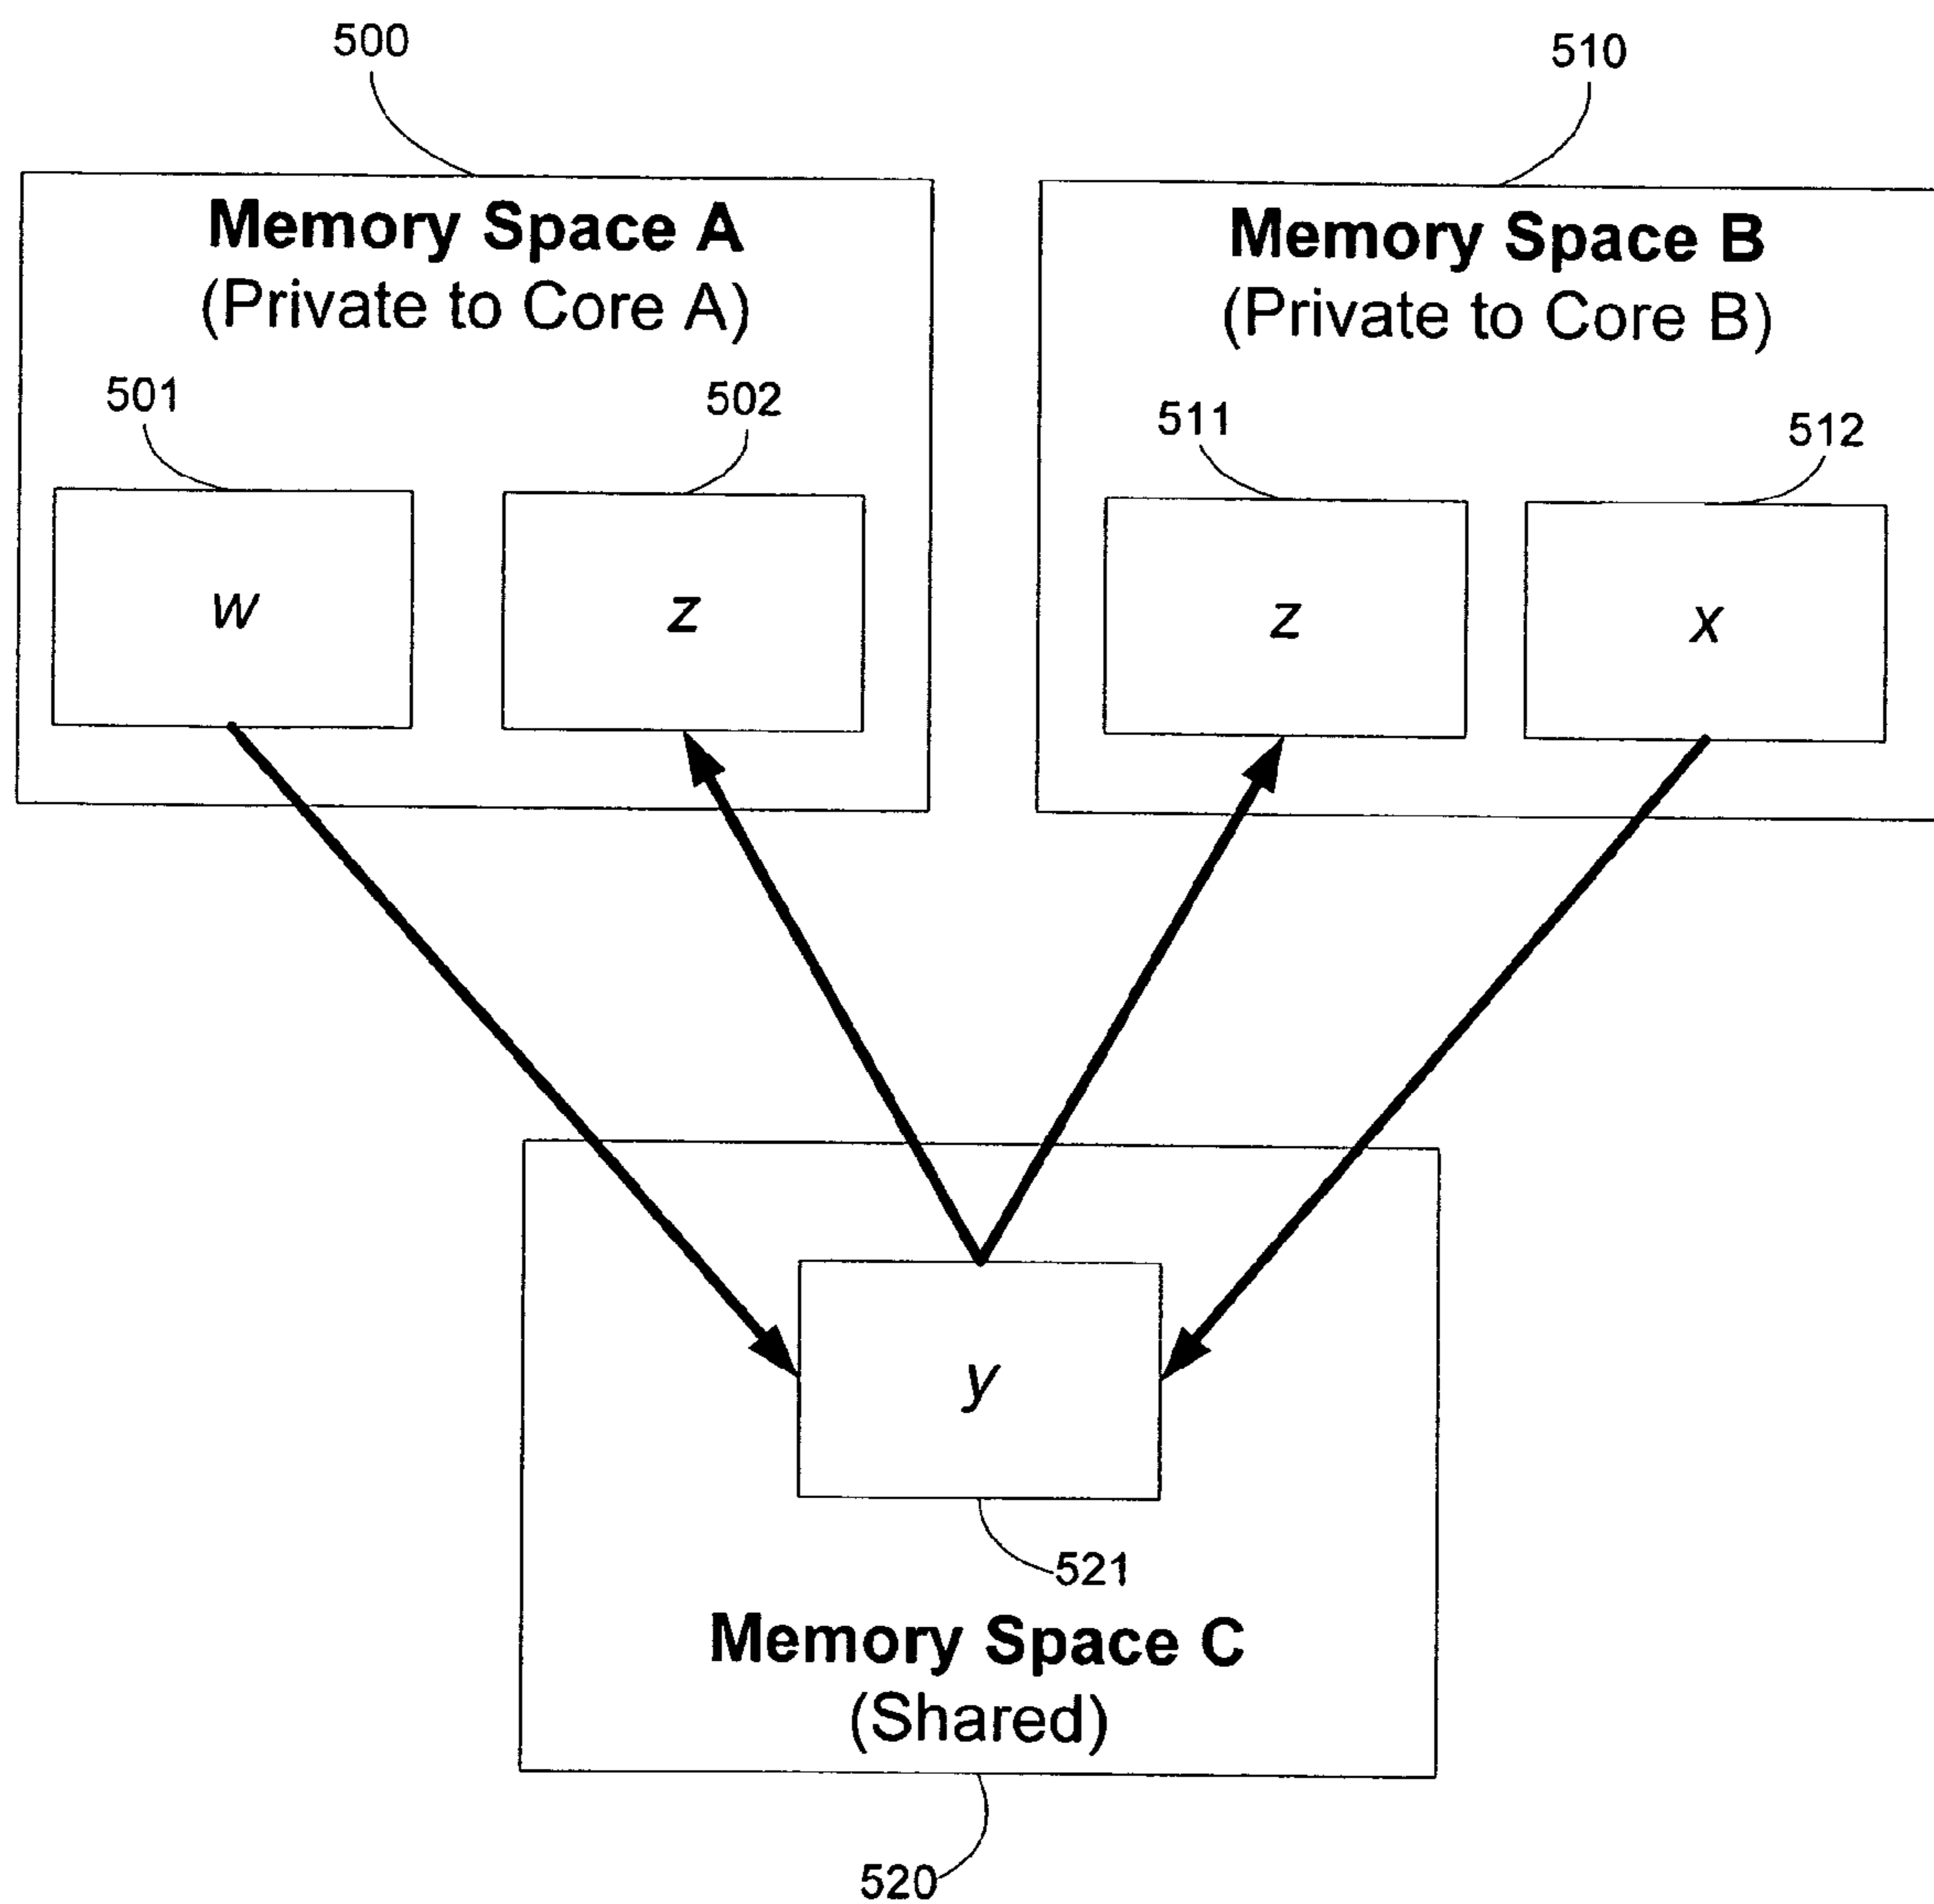 500
510
Memory Space A
(Private to Core A)
Memory Space B
(Private to Core B)
501
502
511
512
w
z
z
x
y
521
Memory Space C
(Shared)
520